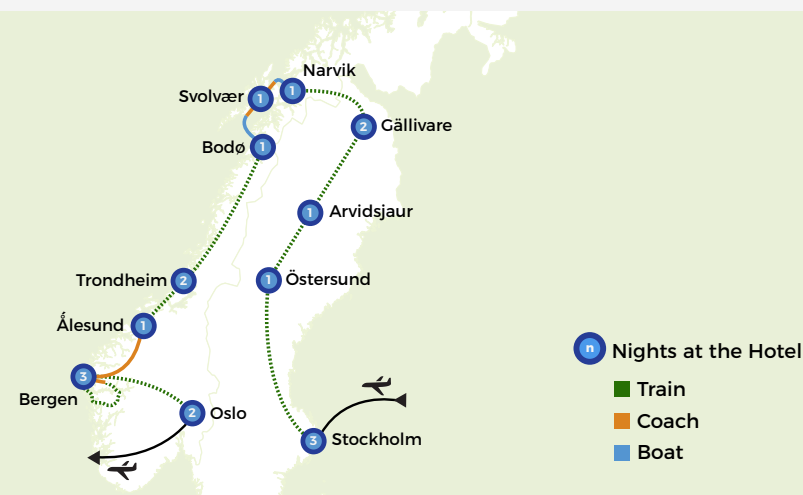 Narvik
1
Svolvær
1
Gällivare
2
Bodø
1
Arvidsjaur
1
Trondheim
2
Östersund
1
Ålesund
1
Bergen
3
Oslo
2
Stockholm
3
n
Nights at the Hotel
Train
Coach
Boat